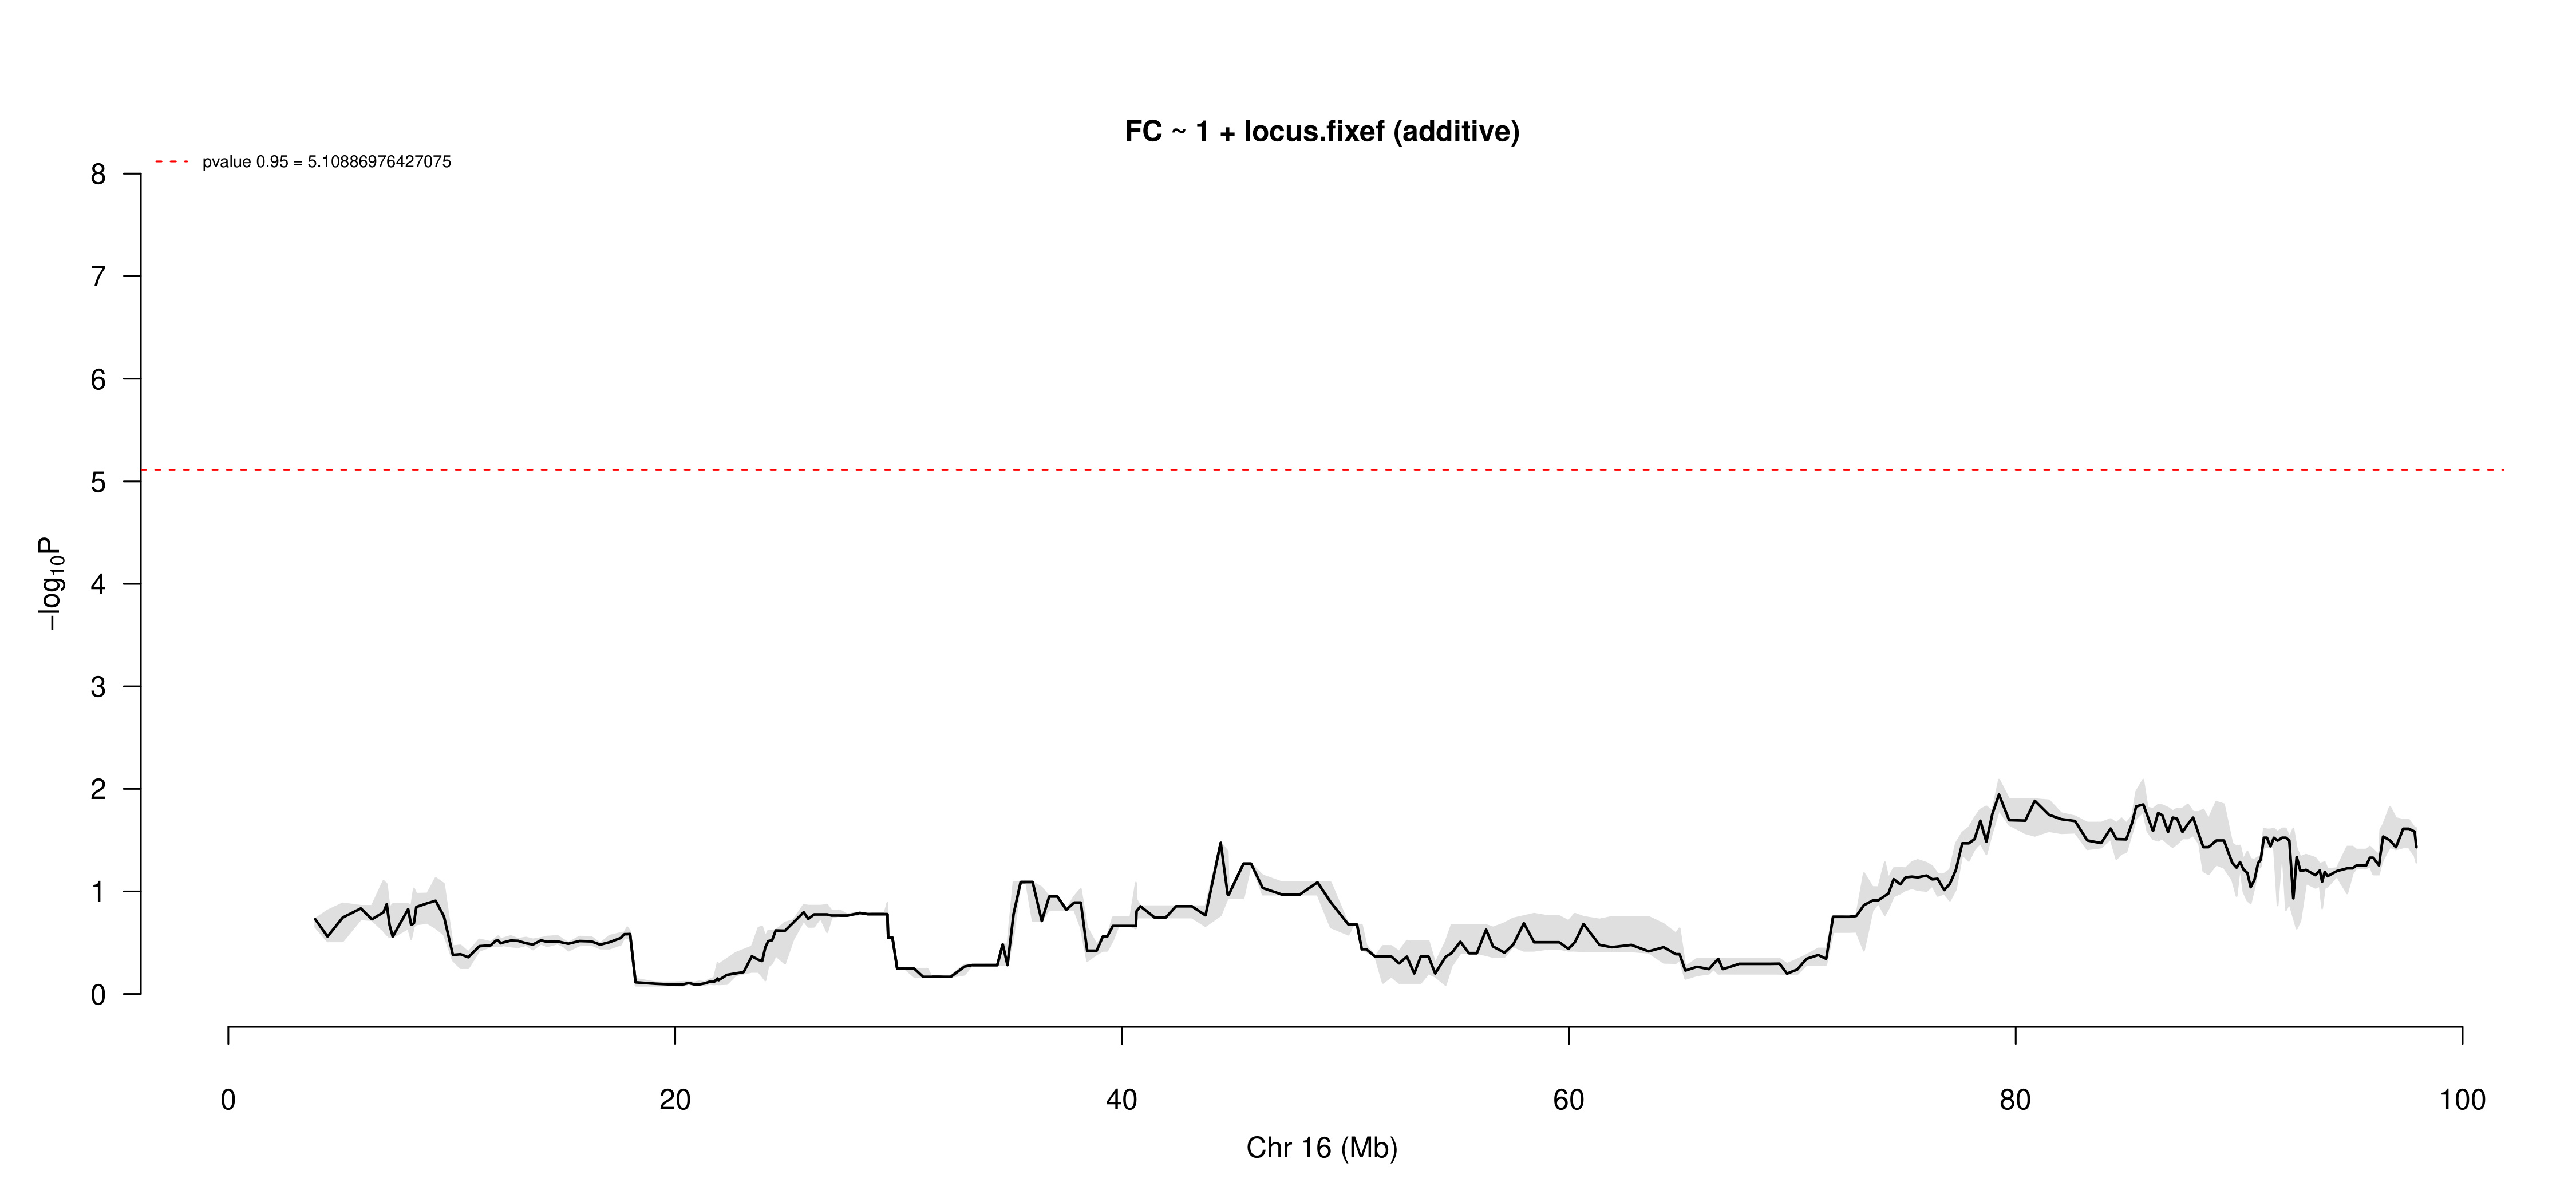 FC ~ 1 + locus.fixef (additive)
pvalue 0.95 = 5.10886976427075
8
7
6
5
4
3
2
1
0
−log10P
0 20 40 60 80 100
Chr 16 (Mb)